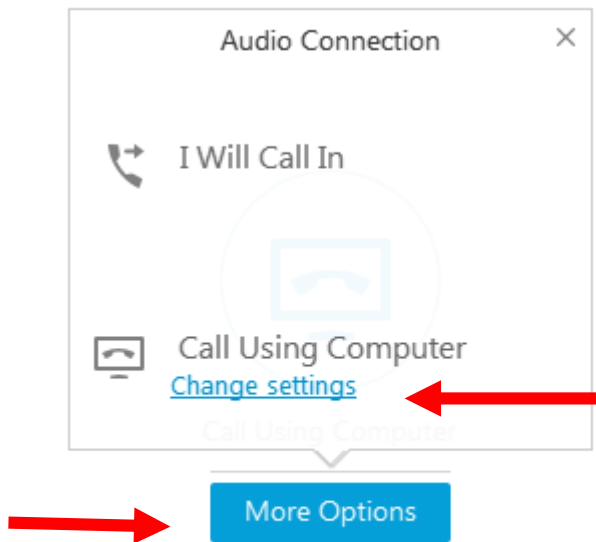 Audio Connection
I Will Call In
Call Using Computer
Change settings
Call Using Computer
More Options